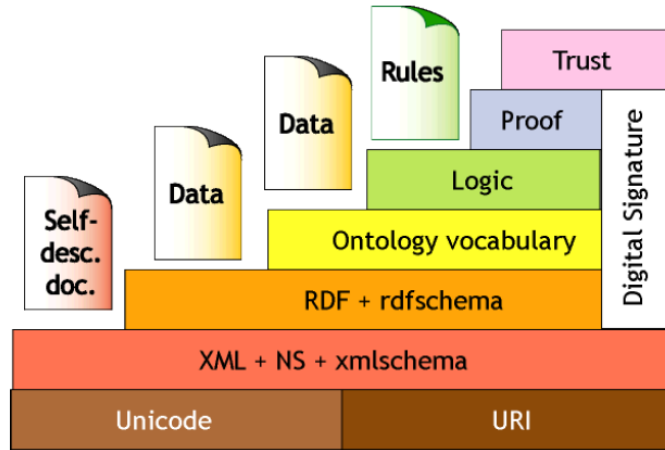 Rules
Trust
Data
Proof
Data
Logic
Digital Signature
Self-
desc.
doc.
Ontology vocabulary
RDF + rdfschema
XML + NS + xmlschema
Unicode
URI